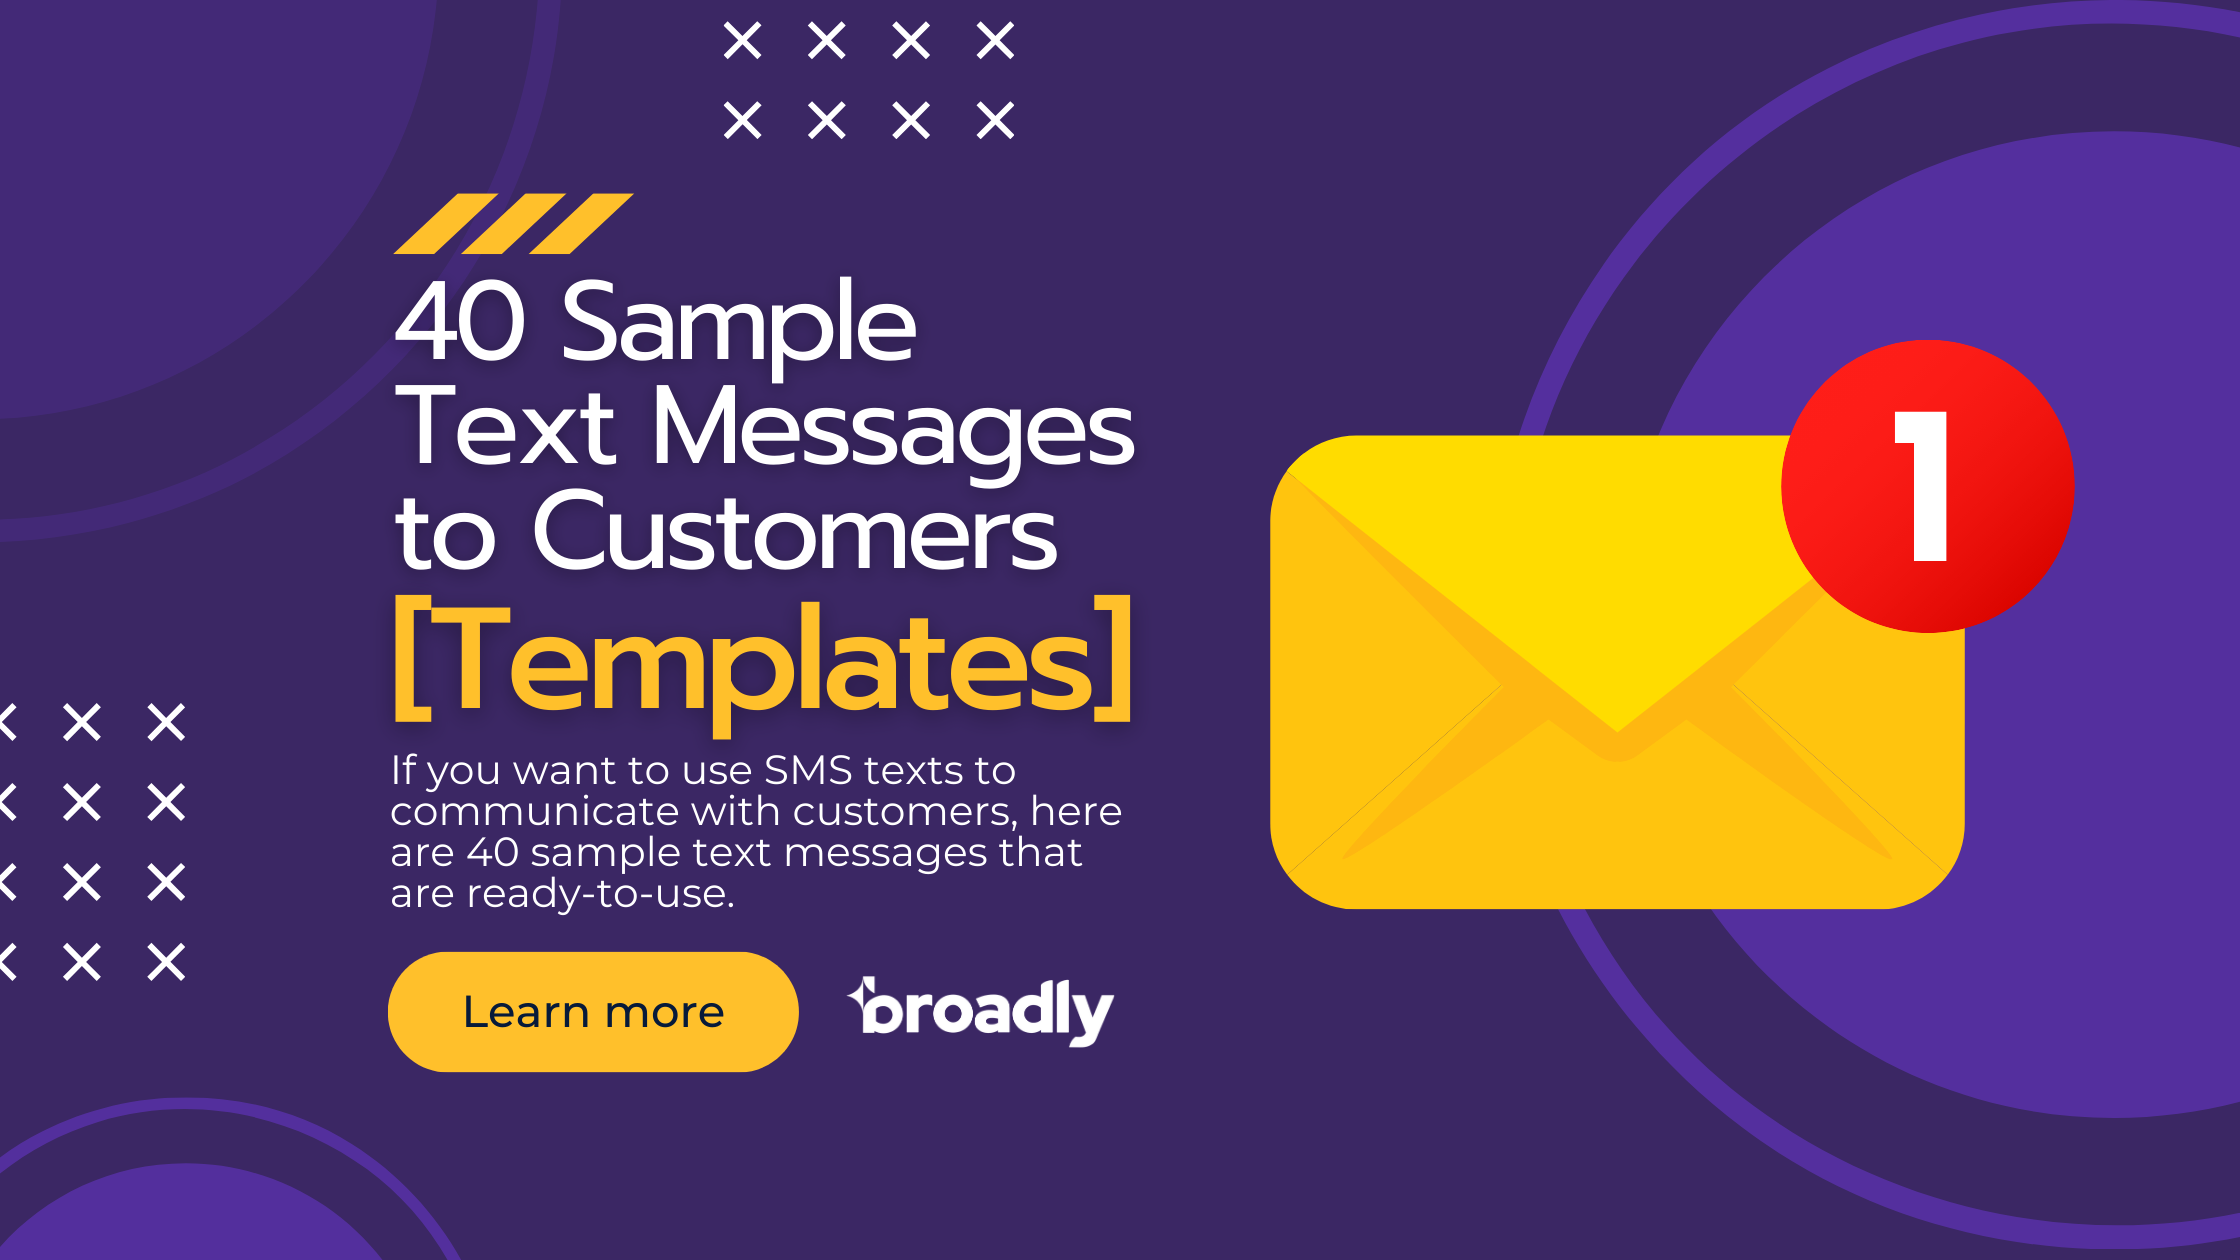 40 Sample
Text Messages
to Customers
[Templates]
If you want to use SMS texts to
communicate with customers, here
are 40 sample text messages that
are ready-to-use.
Learn more
broadly
1